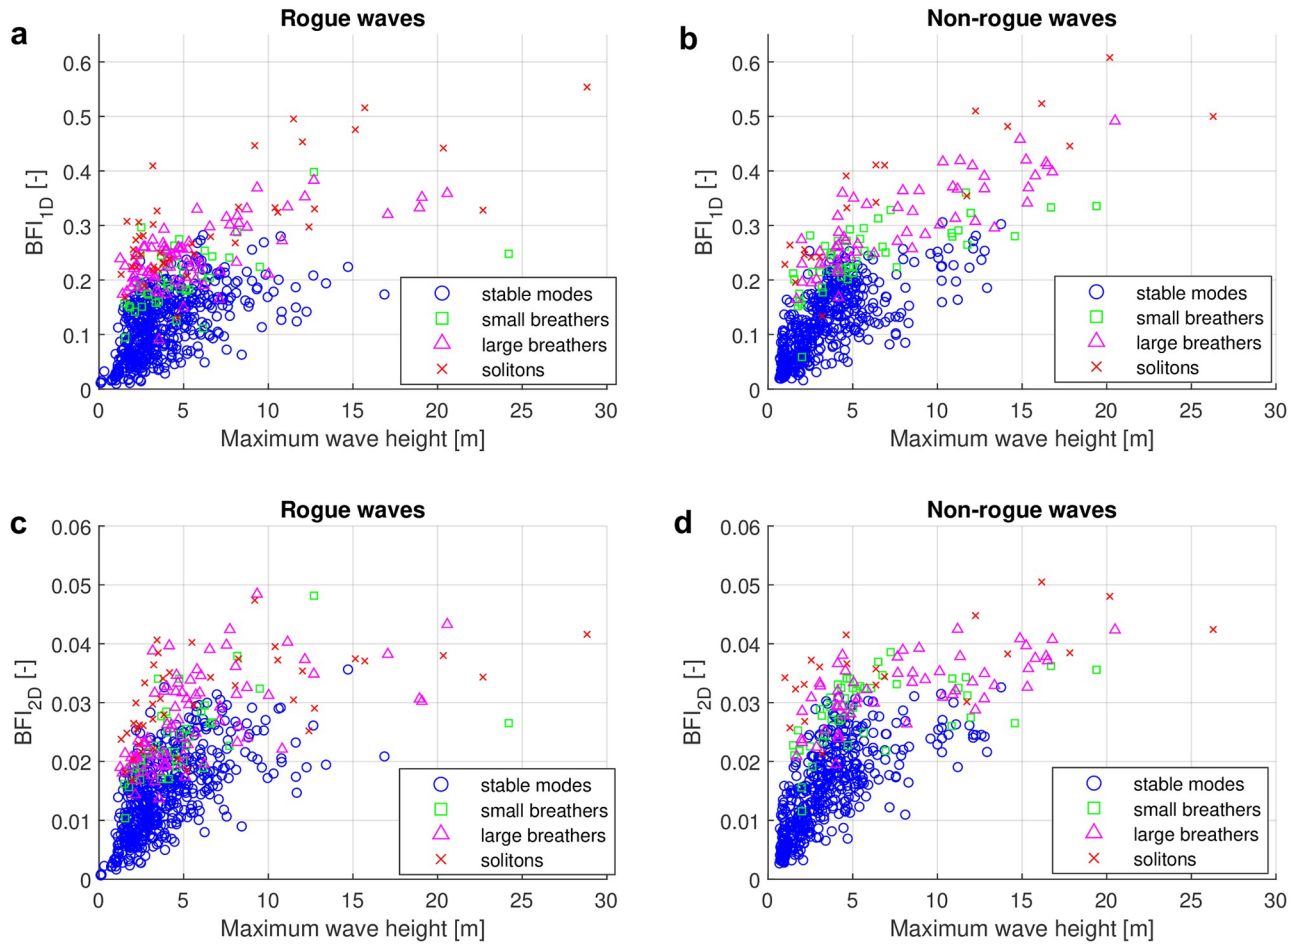 a
Rogue waves
BFI1D [-]
0.6
0.5
0.4
0.3
0.2
0.1
0
0 5 10 15 20 25 30
Maximum wave height [m]
stable modes
small breathers
large breathers
solitons
b
Non-rogue waves
BFI1D [-]
0.6
0.5
0.4
0.3
0.2
0.1
0
0 5 10 15 20 25 30
Maximum wave height [m]
stable modes
small breathers
large breathers
solitons
c
Rogue waves
BFI2D [-]
0.06
0.05
0.04
0.03
0.02
0.01
0
0 5 10 15 20 25 30
Maximum wave height [m]
stable modes
small breathers
large breathers
solitons
d
Non-rogue waves
BFI2D [-]
0.06
0.05
0.04
0.03
0.02
0.01
0
0 5 10 15 20 25 30
Maximum wave height [m]
stable modes
small breathers
large breathers
solitons